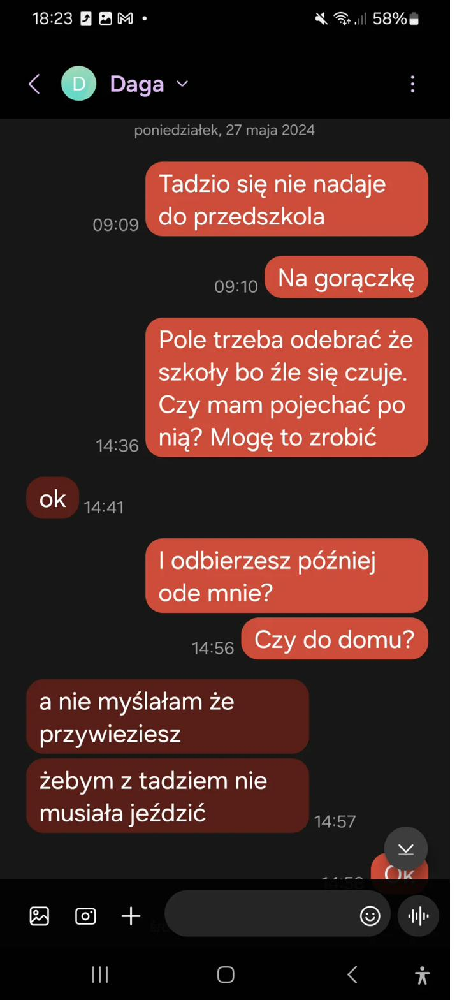 18:23
58%
D
Daga
poniedziałek, 27 maja 2024
Tadzio się nie nadaje
do przedszkola
09:09
Na gorączkę
09:10
Pole trzeba odebrać że
szkoły bo źle się czuje.
Czy mam pojechać po
nią? Mogę to zrobić
14:36
ok
14:41
I odbierzesz później
ode mnie?
Czy do domu?
14:56
a nie myślałam że
przywieziesz
żebym z tadziem nie
musiała jeździć
14:57
Ok
14:58